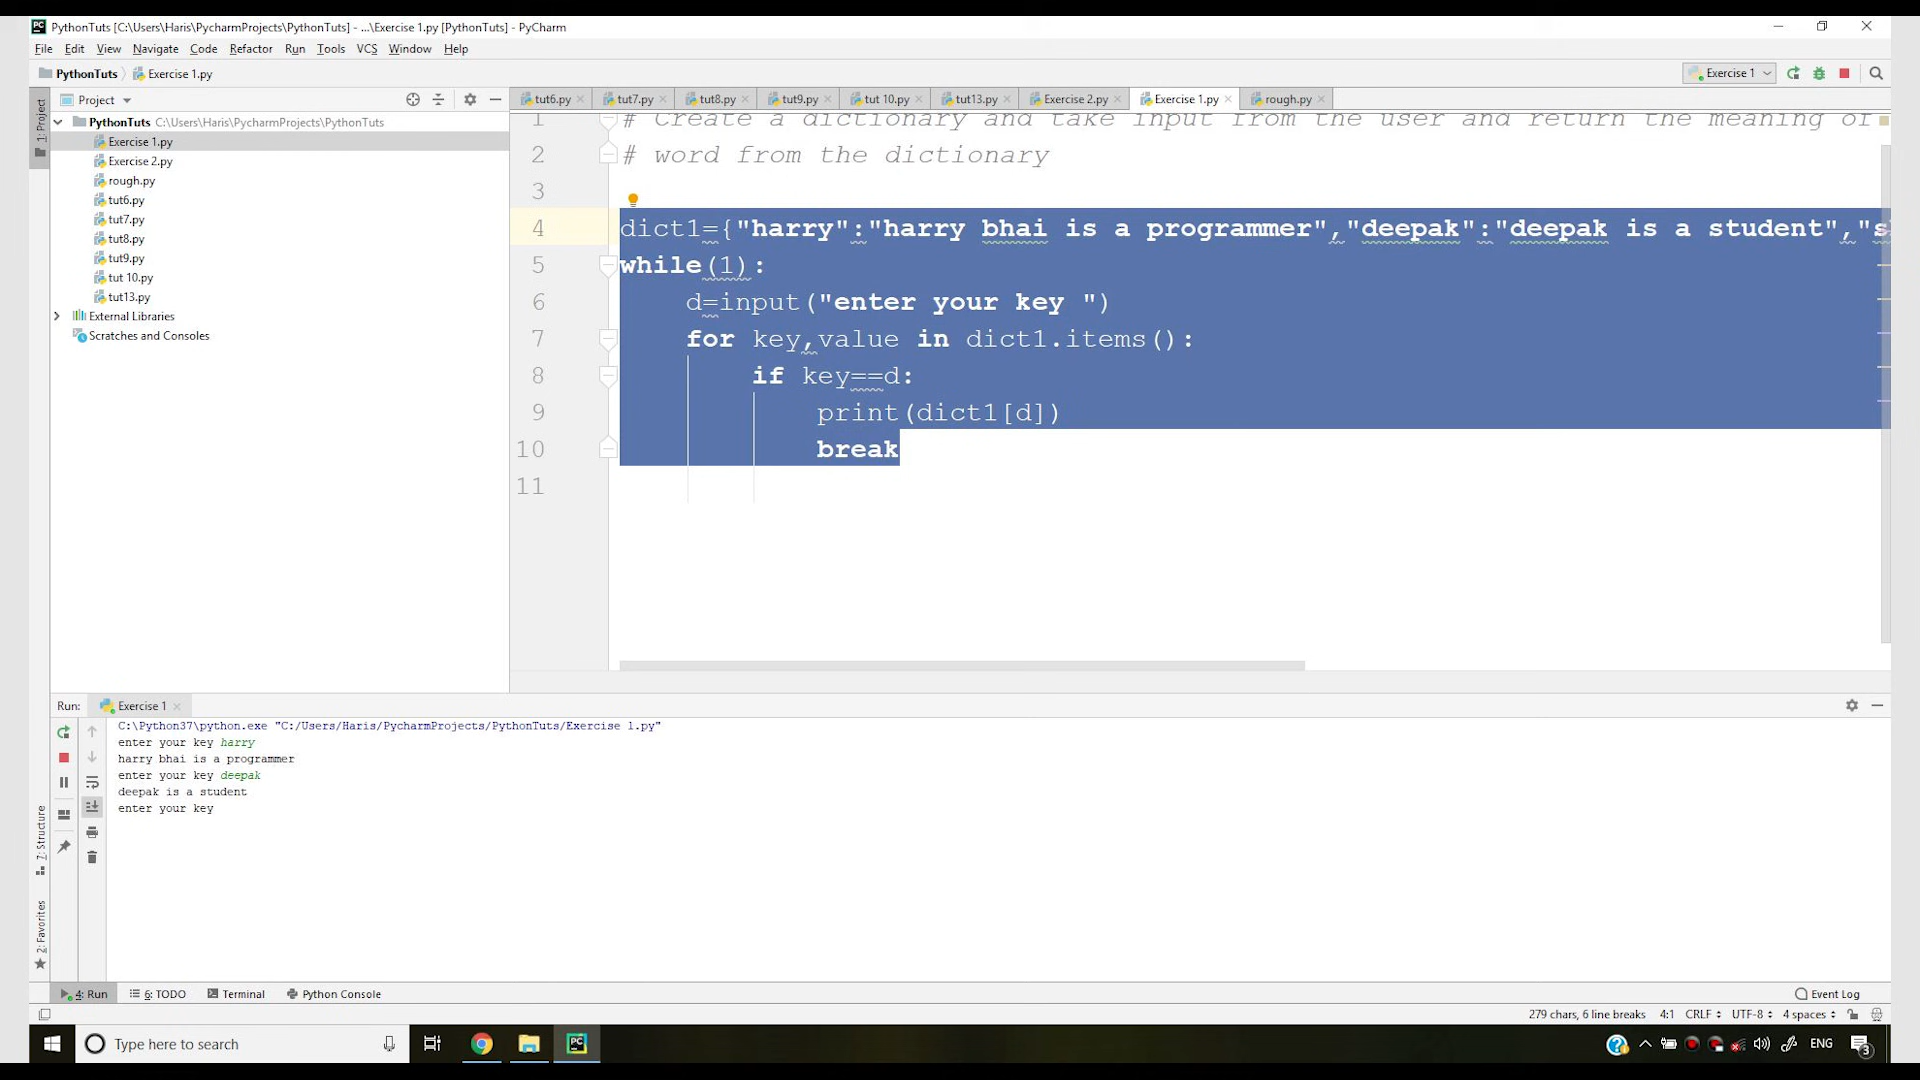 PythonTuts [C:\Users\Haris\PycharmProjects\PythonTuts] - ...\Exercise 1.py [PythonTuts] - PyCharm
File Edit View Navigate Code Refactor Run Tools VCS Window Help
PythonTuts Exercise 1.py
Exercise 1
1: Project
Project
tut6.py tut7.py tut8.py tut9.py tut 10.py tut13.py Exercise 2.py Exercise 1.py rough.py
PythonTuts C:\Users\Haris\PycharmProjects\PythonTuts
Exercise 1.py
Exercise 2.py
rough.py
tut6.py
tut7.py
tut8.py
tut9.py
tut 10.py
tut13.py
External Libraries
Scratches and Consoles
1 # Create a dictionary and take input from the user and return the meaning of
2 # word from the dictionary
3
4 dict1={"harry":"harry bhai is a programmer","deepak":"deepak is a student","s
5 while(1):
6 d=input("enter your key ")
7 for key,value in dict1.items():
8 if key==d:
9 print(dict1[d])
10 break
11
Run: Exercise 1
C:\Python37\python.exe "C:/Users/Haris/PycharmProjects/PythonTuts/Exercise 1.py"
enter your key harry
harry bhai is a programmer
enter your key deepak
deepak is a student
enter your key
7: Structure
2: Favorites
4: Run 6: TODO Terminal Python Console Event Log
279 chars, 6 line breaks 4:1 CRLF UTF-8 4 spaces
Type here to search
ENG
3